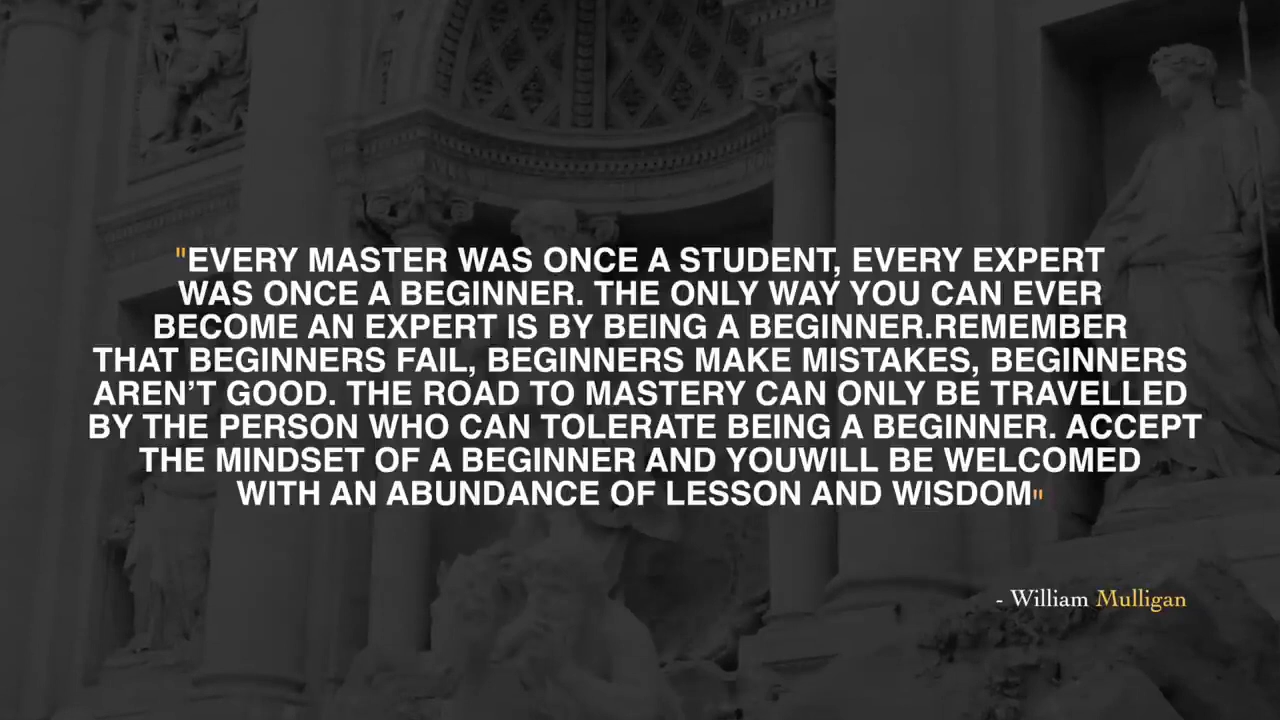 "EVERY MASTER WAS ONCE A STUDENT, EVERY EXPERT
WAS ONCE A BEGINNER. THE ONLY WAY YOU CAN EVER
BECOME AN EXPERT IS BY BEING A BEGINNER.REMEMBER
THAT BEGINNERS FAIL, BEGINNERS MAKE MISTAKES, BEGINNERS
AREN’T GOOD. THE ROAD TO MASTERY CAN ONLY BE TRAVELLED
BY THE PERSON WHO CAN TOLERATE BEING A BEGINNER. ACCEPT
THE MINDSET OF A BEGINNER AND YOUWILL BE WELCOMED
WITH AN ABUNDANCE OF LESSON AND WISDOM"
- William Mulligan